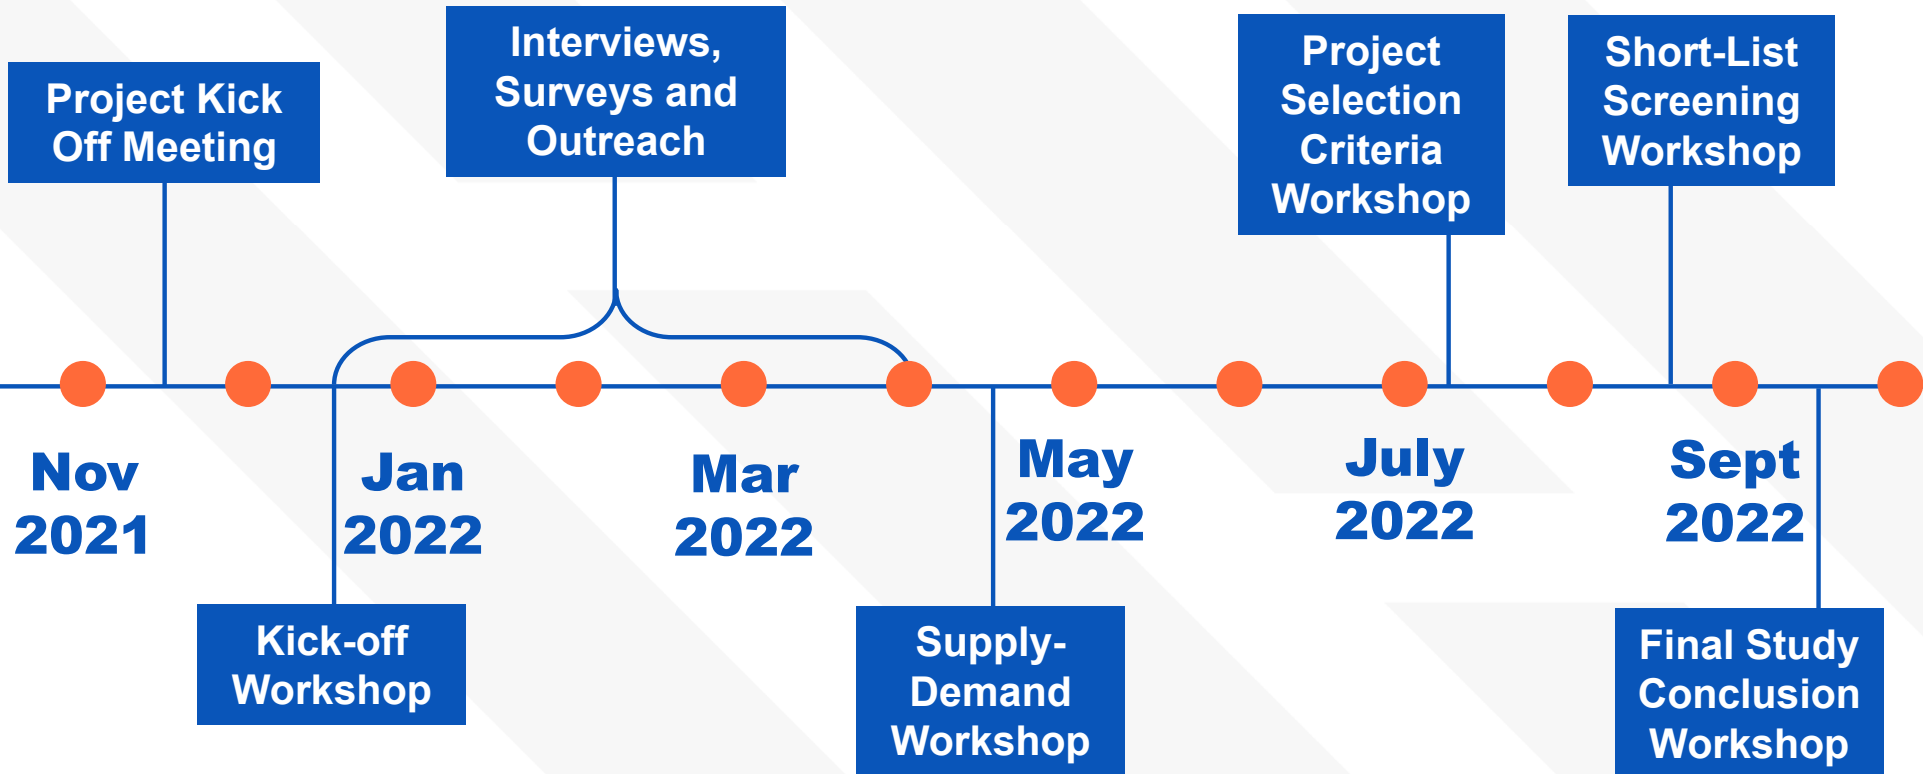 Project Kick
Off Meeting
Interviews,
Surveys and
Outreach
Project
Selection
Criteria
Workshop
Short-List
Screening
Workshop
Nov
2021
Jan
2022
Mar
2022
May
2022
July
2022
Sept
2022
Kick-off
Workshop
Supply-
Demand
Workshop
Final Study
Conclusion
Workshop